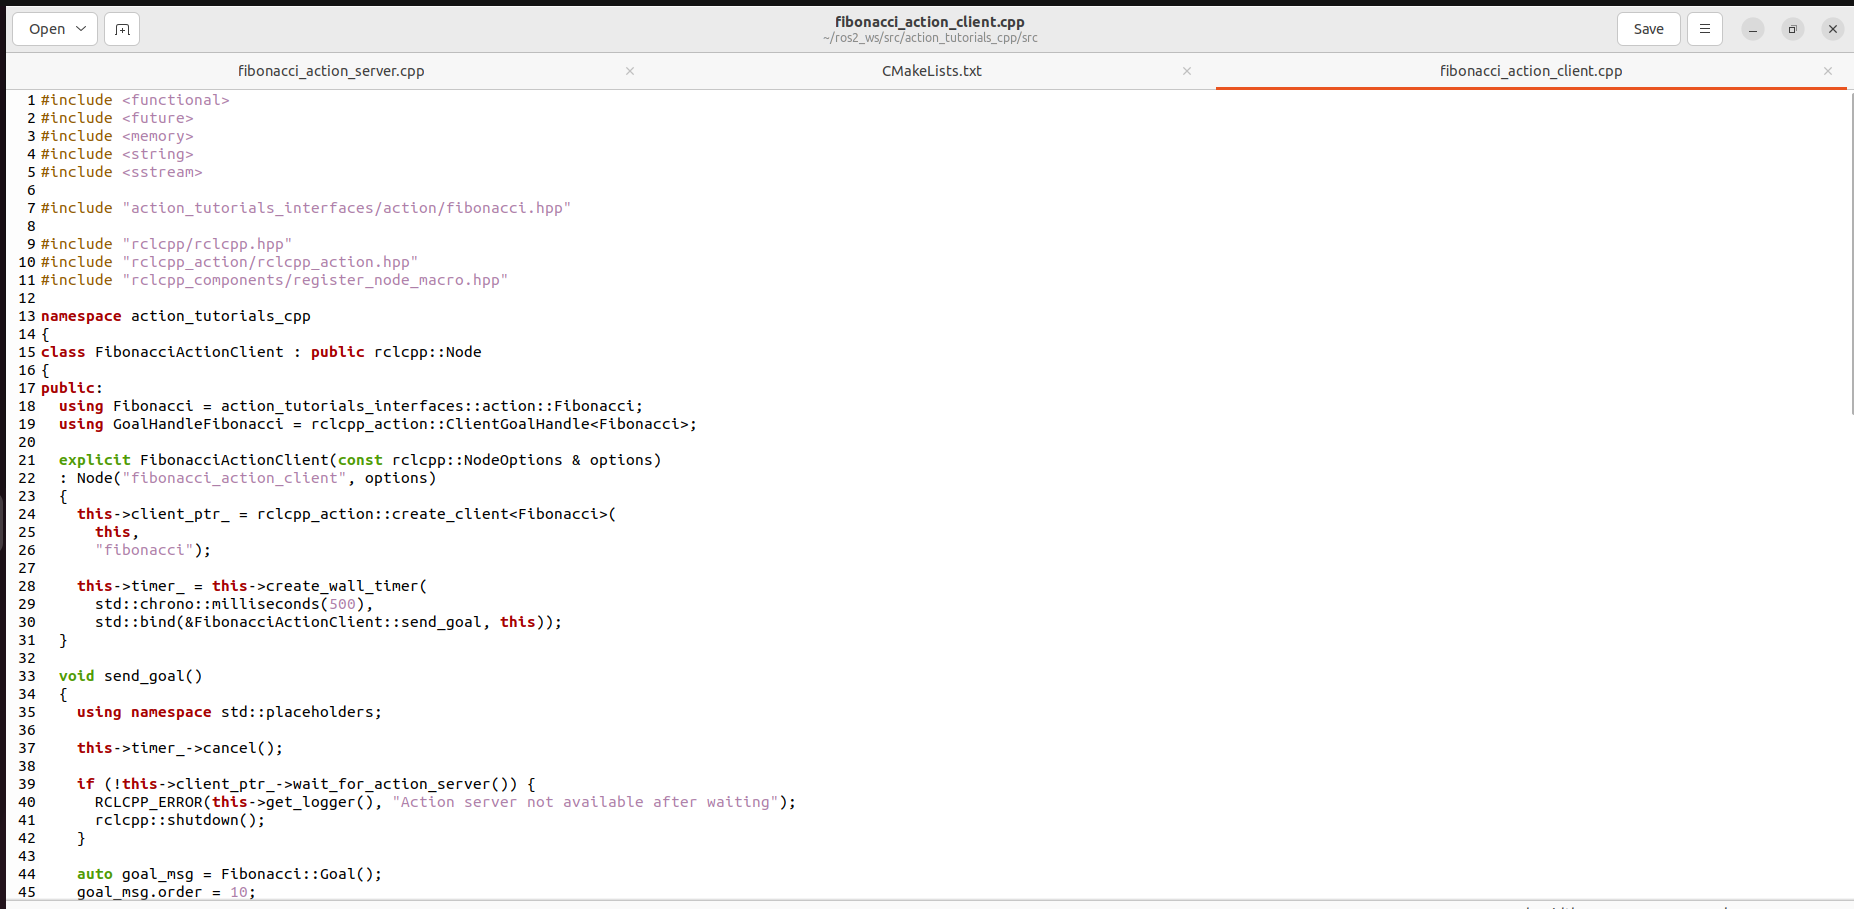 Open
fibonacci_action_client.cpp
~/ros2_ws/src/action_tutorials_cpp/src
Save
fibonacci_action_server.cpp
CMakeLists.txt
fibonacci_action_client.cpp
1 #include <functional>
2 #include <future>
3 #include <memory>
4 #include <string>
5 #include <sstream>
6
7 #include "action_tutorials_interfaces/action/fibonacci.hpp"
8
9 #include "rclcpp/rclcpp.hpp"
10 #include "rclcpp_action/rclcpp_action.hpp"
11 #include "rclcpp_components/register_node_macro.hpp"
12
13 namespace action_tutorials_cpp
14 {
15 class FibonacciActionClient : public rclcpp::Node
16 {
17 public:
18   using Fibonacci = action_tutorials_interfaces::action::Fibonacci;
19   using GoalHandleFibonacci = rclcpp_action::ClientGoalHandle<Fibonacci>;
20
21   explicit FibonacciActionClient(const rclcpp::NodeOptions & options)
22   : Node("fibonacci_action_client", options)
23   {
24     this->client_ptr_ = rclcpp_action::create_client<Fibonacci>(
25       this,
26       "fibonacci");
27
28     this->timer_ = this->create_wall_timer(
29       std::chrono::milliseconds(500),
30       std::bind(&FibonacciActionClient::send_goal, this));
31   }
32
33   void send_goal()
34   {
35     using namespace std::placeholders;
36
37     this->timer_->cancel();
38
39     if (!this->client_ptr_->wait_for_action_server()) {
40       RCLCPP_ERROR(this->get_logger(), "Action server not available after waiting");
41       rclcpp::shutdown();
42     }
43
44     auto goal_msg = Fibonacci::Goal();
45     goal_msg.order = 10;